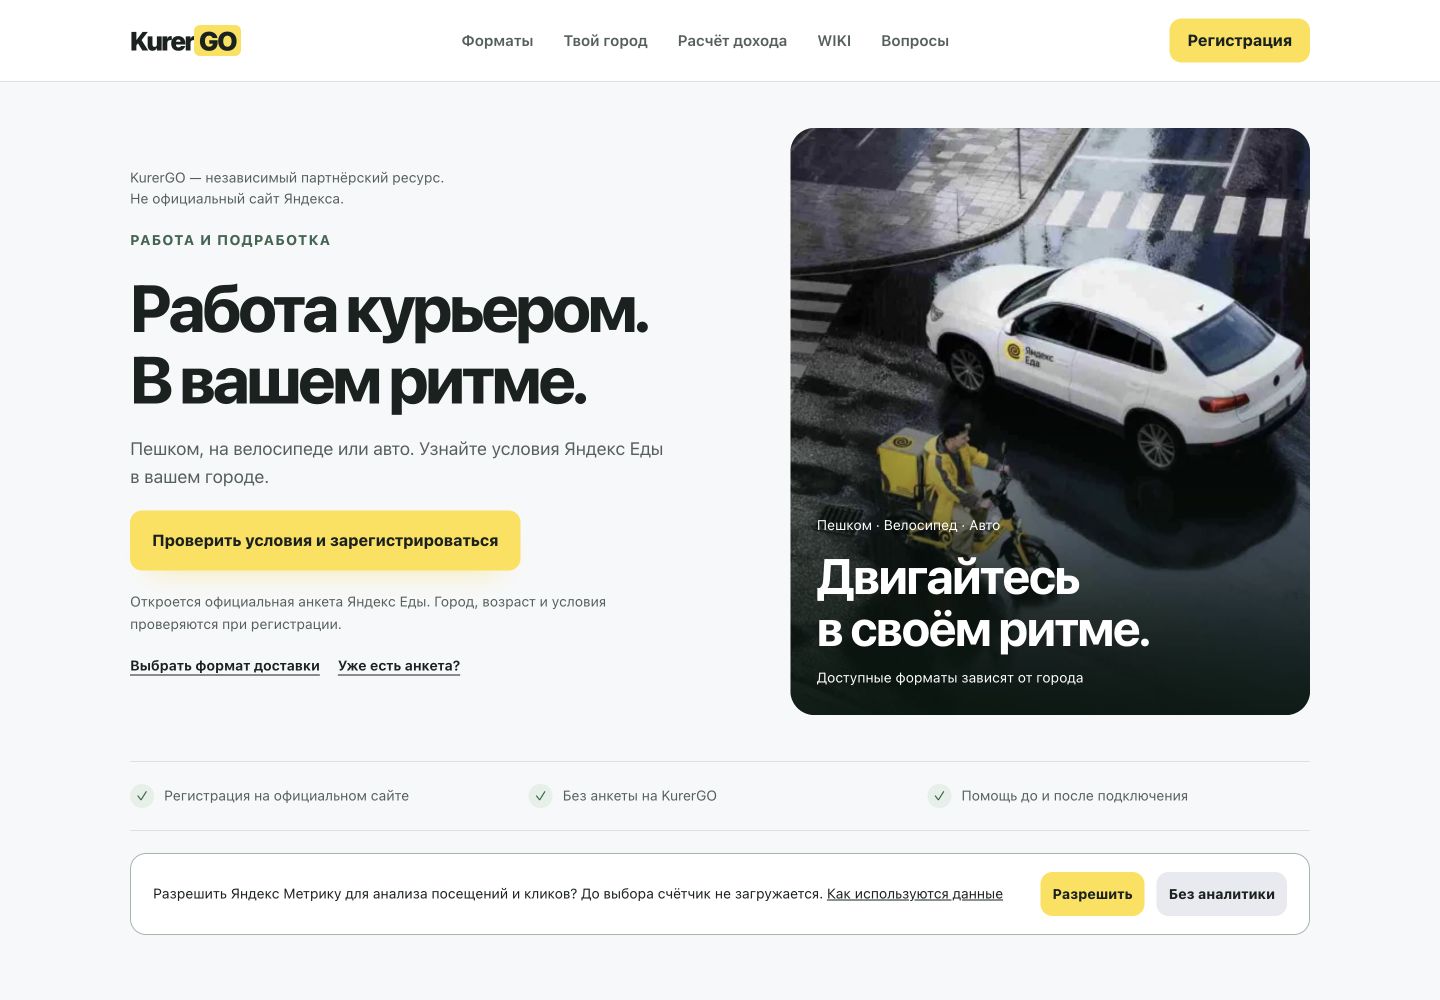 KurerGO
Форматы
Твой город
Расчёт дохода
WIKI
Вопросы
Регистрация
KurerGO — независимый партнёрский ресурс.
Не официальный сайт Яндекса.
РАБОТА И ПОДРАБОТКА
Работа курьером.
В вашем ритме.
Пешком, на велосипеде или авто. Узнайте условия Яндекс Еды
в вашем городе.
Проверить условия и зарегистрироваться
Откроется официальная анкета Яндекс Еды. Город, возраст и условия
проверяются при регистрации.
Выбрать формат доставки
Уже есть анкета?
Яндекс
Еда
Пешком · Велосипед · Авто
Двигайтесь
в своём ритме.
Доступные форматы зависят от города
Регистрация на официальном сайте
Без анкеты на KurerGO
Помощь до и после подключения
Разрешить Яндекс Метрику для анализа посещений и кликов? До выбора счётчик не загружается. Как используются данные
Разрешить
Без аналитики